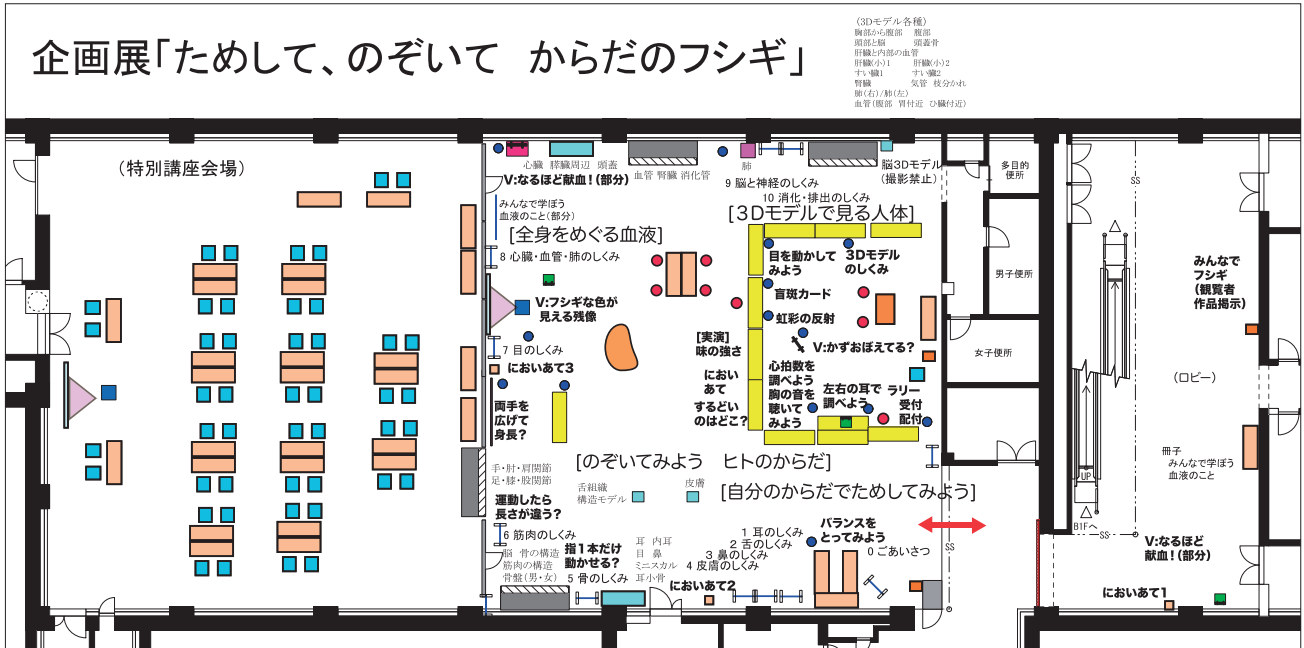 企画展「ためして、のぞいて からだのフシギ」
(3Dモデル各種)
胸部から腹部 腹部
頭部と脳 頭蓋骨
肝臓と内部の血管
肝臓(小)1 肝臓(小)2
すい臓1 すい臓2
腎臓 気管 枝分かれ
肺(右)/肺(左)
血管(腹部 胃付近 ひ臓付近)
(特別講座会場)
心臓 膵臓周辺 頭蓋
V:なるほど献血!(部分)
血管 腎臓 消化管
肺
脳3Dモデル
(撮影禁止)
みんなで学ぼう
血液のこと(部分)
9 脳と神経のしくみ
10 消化・排出のしくみ
[3Dモデルで見る人体]
[全身をめぐる血液]
8 心臓・血管・肺のしくみ
目を動かして
みよう
3Dモデル
のしくみ
盲斑カード
虹彩の反射
V:フシギな色が
見える残像
[実演]
味の強さ
V:かずおぼえてる?
7 目のしくみ
においあて3
におい
あて
するどい
のはどこ?
心拍数を
調べよう
胸の音を
聴いて
みよう
左右の耳で
調べよう
ラリー
受付
配付
両手を
広げて
身長?
[のぞいてみよう ヒトのからだ]
手・肘・肩関節
足・膝・股関節
舌組織
構造モデル
皮膚
[自分のからだでためしてみよう]
運動したら
長さが違う?
6 筋肉のしくみ
脳 骨の構造
筋肉の構造
骨盤(男・女)
指1本だけ
動かせる?
5 骨のしくみ
耳 内耳
目 鼻
ミニスカル
耳小骨
1 耳のしくみ
2 舌のしくみ
3 鼻のしくみ
4 皮膚のしくみ
バランスを
とってみよう
0 ごあいさつ
においあて2
多目的
便所
男子便所
女子便所
SS
SS
SS
UP
B1Fへ
みんなで
フシギ
(観覧者
作品掲示)
(ロビー)
冊子
みんなで学ぼう
血液のこと
V:なるほど
献血!(部分)
においあて1